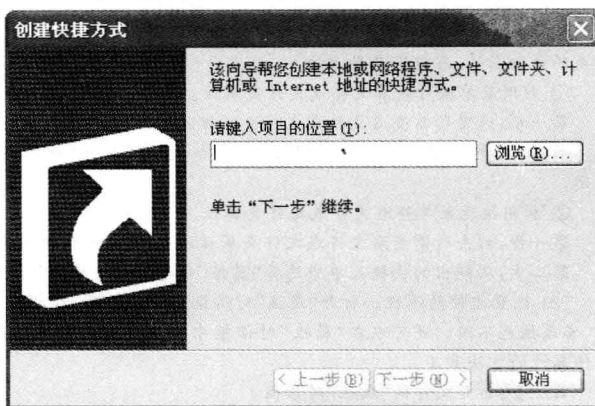 创建快捷方式
该向导帮您创建本地或网络程序、文件、文件夹、计
算机或 Internet 地址的快捷方式。
请键入项目的位置(T):
浏览(R)...
单击“下一步”继续。
< 上一步(B) 下一步(N) > 取消